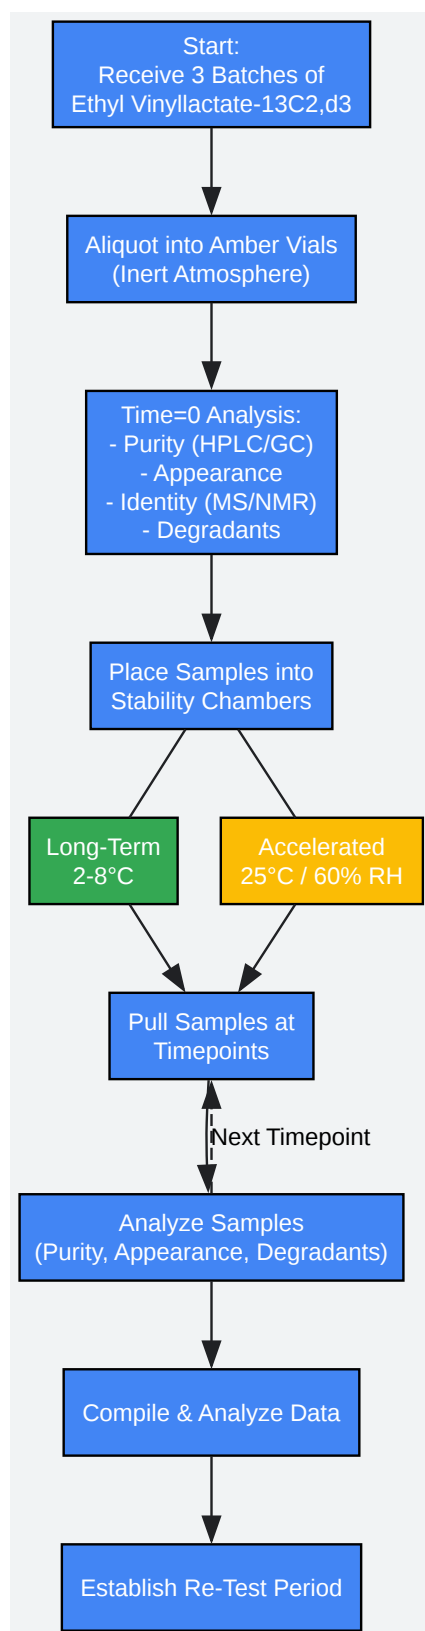 Start:
Receive 3 Batches of
Ethyl Vinyllactate-13C2,d3
Aliquot into Amber Vials
(Inert Atmosphere)
Time=0 Analysis:
- Purity (HPLC/GC)
- Appearance
- Identity (MS/NMR)
- Degradants
Place Samples into
Stability Chambers
Long-Term
2-8°C
Accelerated
25°C / 60% RH
Pull Samples at
Timepoints
Next Timepoint
Analyze Samples
(Purity, Appearance, Degradants)
Compile & Analyze Data
Establish Re-Test Period